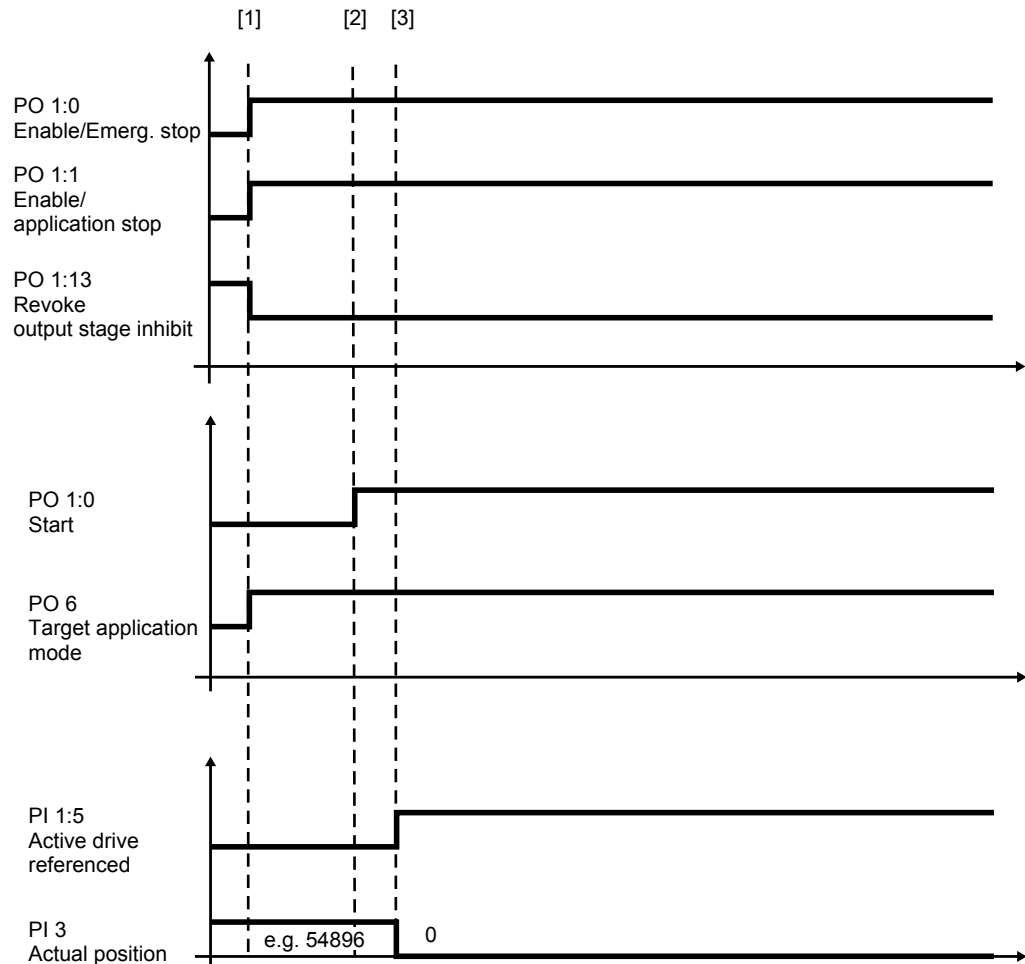 [1] [2] [3]
PO 1:0
Enable/Emerg. stop
PO 1:1
Enable/
application stop
PO 1:13
Revoke
output stage inhibit
PO 1:0
Start
PO 6
Target application
mode
PI 1:5
Active drive
referenced
PI 3
Actual position
e.g. 54896
0